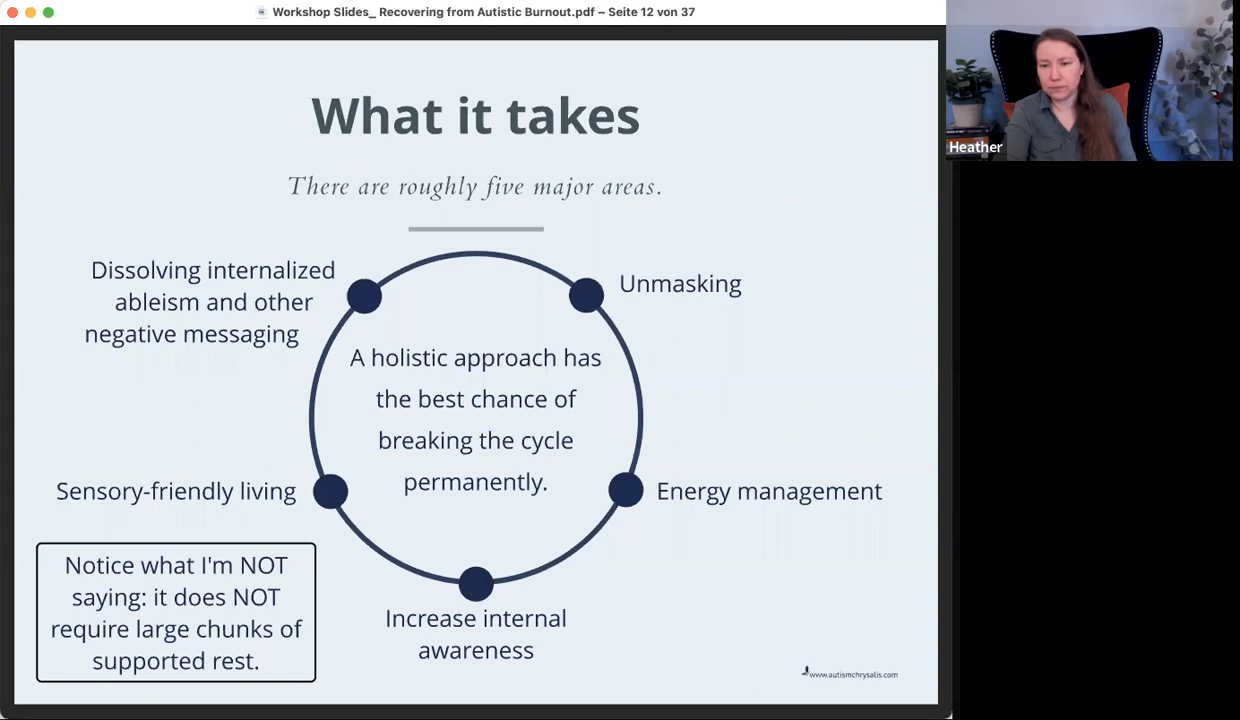 Workshop Slides_ Recovering from Autistic Burnout.pdf – Seite 12 von 37
Heather
What it takes
There are roughly five major areas.
Dissolving internalized
ableism and other
negative messaging
Unmasking
A holistic approach has
the best chance of
breaking the cycle
permanently.
Sensory-friendly living
Energy management
Notice what I'm NOT
saying: it does NOT
require large chunks of
supported rest.
Increase internal
awareness
www.autismchrysalis.com